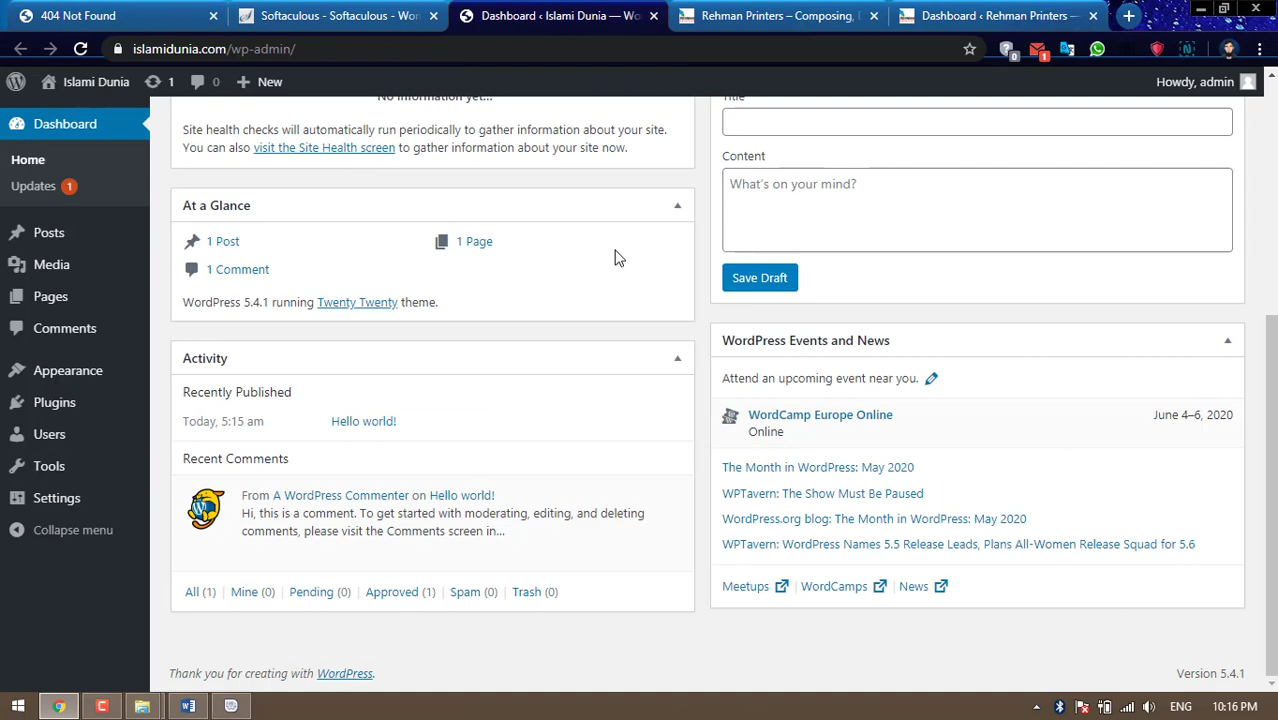 404 Not Found
Softaculous - Softaculous - Wor
Dashboard ‹ Islami Dunia — Wo
Rehman Printers – Composing, D
Dashboard ‹ Rehman Printers —
islamidunia.com/wp-admin/
0
1
Islami Dunia
1
0
New
Howdy, admin
Dashboard
Home
Updates 1
Posts
Media
Pages
Comments
Appearance
Plugins
Users
Tools
Settings
Collapse menu
No information yet...
Site health checks will automatically run periodically to gather information about your site.
You can also visit the Site Health screen to gather information about your site now.
At a Glance
1 Post
1 Page
1 Comment
WordPress 5.4.1 running Twenty Twenty theme.
Activity
Recently Published
Today, 5:15 am
Hello world!
Recent Comments
From A WordPress Commenter on Hello world!
Hi, this is a comment. To get started with moderating, editing, and deleting
comments, please visit the Comments screen in…
All (1) | Mine (0) | Pending (0) | Approved (1) | Spam (0) | Trash (0)
Title
Content
What's on your mind?
Save Draft
WordPress Events and News
Attend an upcoming event near you.
WordCamp Europe Online
June 4–6, 2020
Online
The Month in WordPress: May 2020
WPTavern: The Show Must Be Paused
WordPress.org blog: The Month in WordPress: May 2020
WPTavern: WordPress Names 5.5 Release Leads, Plans All-Women Release Squad for 5.6
Meetups | WordCamps | News
Thank you for creating with WordPress.
Version 5.4.1
ENG
10:16 PM